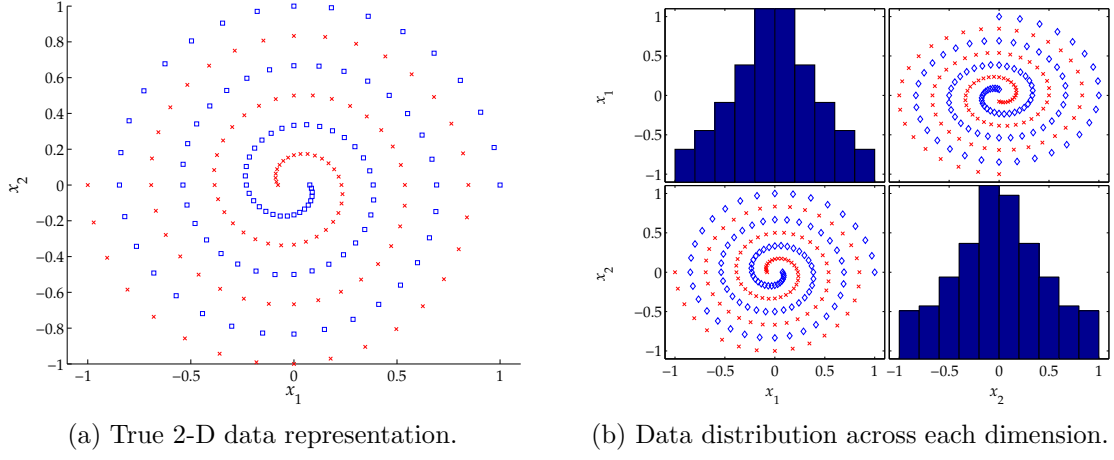 1
0.8
0.6
0.4
0.2
0
−0.2
−0.4
−0.6
−0.8
−1
x2
−1 −0.5 0 0.5 1
x1
(a) True 2-D data representation.
1
0.5
0
−0.5
−1
x1
1
0.5
0
−0.5
−1
x2
−1 −0.5 0 0.5 1
−1 −0.5 0 0.5 1
x1
x2
(b) Data distribution across each dimension.